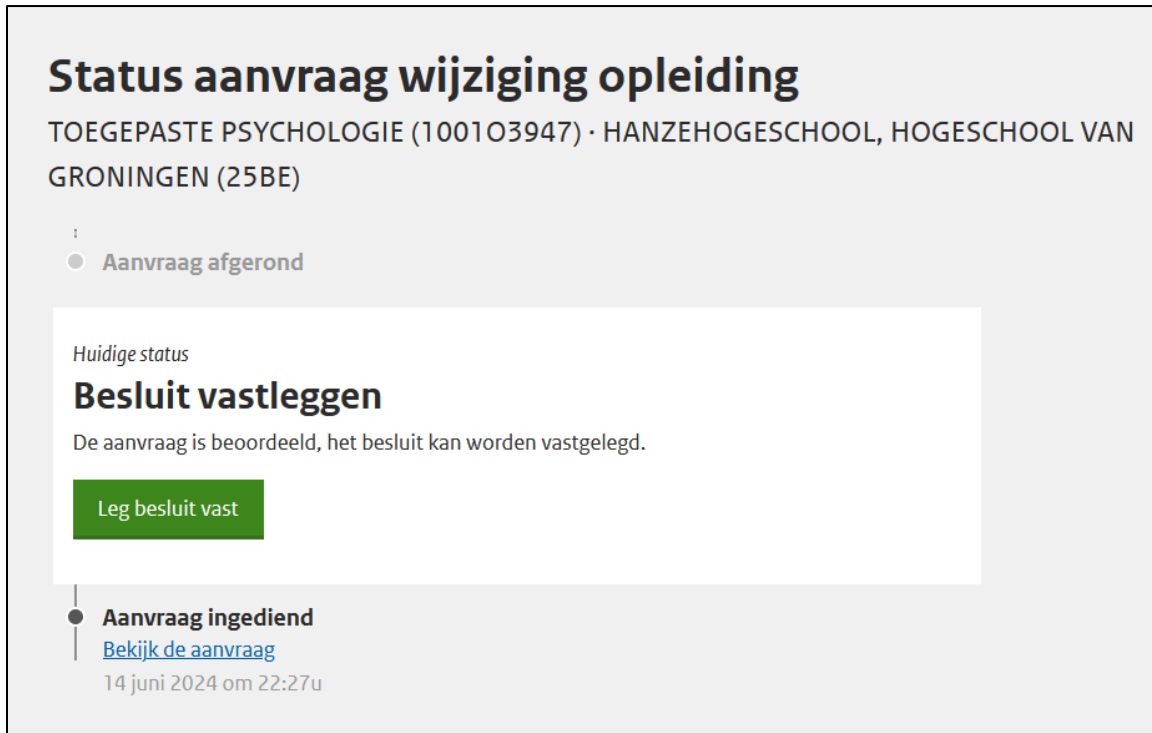 Status aanvraag wijziging opleiding
TOEGEPASTE PSYCHOLOGIE (1001O3947) · HANZEHOGESCHOOL, HOGESCHOOL VAN
GRONINGEN (25BE)
Aanvraag afgerond
Huidige status
Besluit vastleggen
De aanvraag is beoordeeld, het besluit kan worden vastgelegd.
Leg besluit vast
Aanvraag ingediend
Bekijk de aanvraag
14 juni 2024 om 22:27u